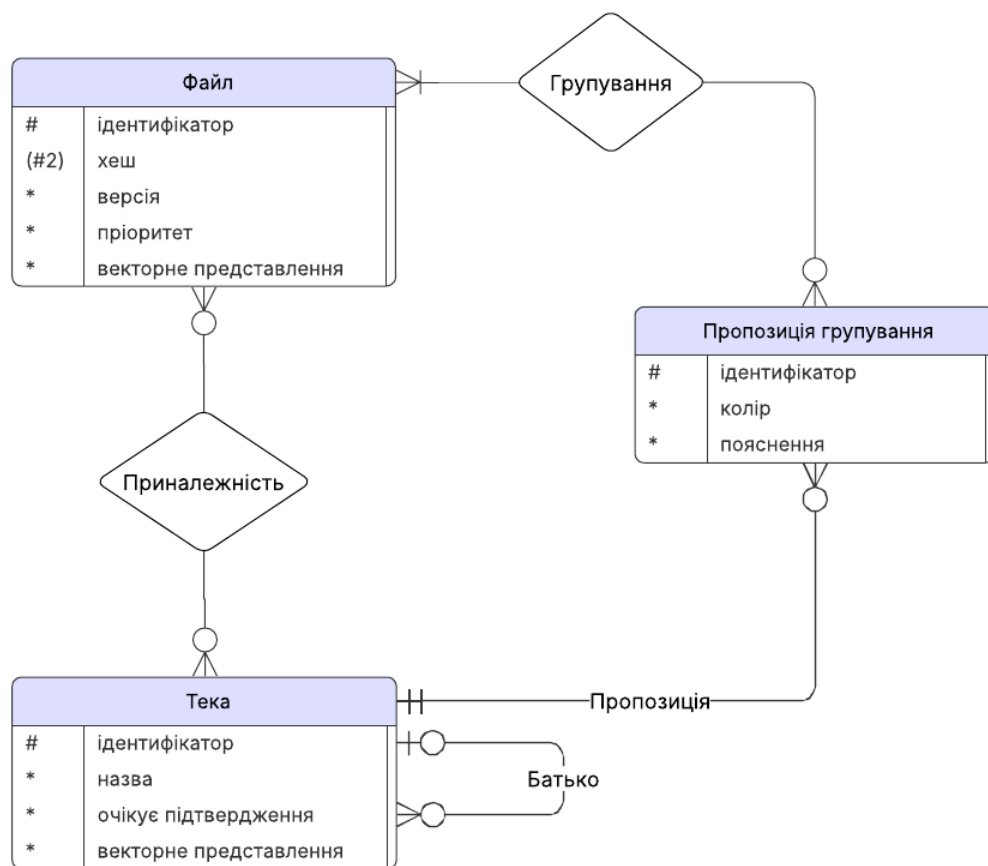 Групування
Файл
# ідентифікатор
(#2) хеш
* версія
* пріоритет
* векторне представлення
Пропозиція групування
# ідентифікатор
* колір
* пояснення
Приналежність
Тека
# ідентифікатор
* назва
* очікує підтвердження
* векторне представлення
Пропозиція
Батько